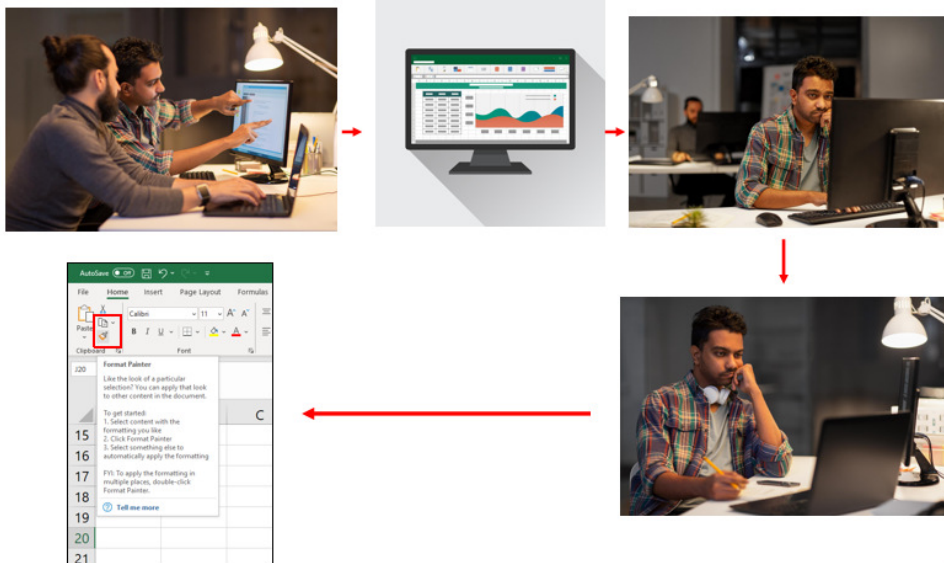 AutoSave Off
File Home Insert Page Layout Formulas
Calibri 11 A A
Paste
B I U A
Clipboard Font
J20
Format Painter
Like the look of a particular
selection? You can apply that look
to other content in the document.
To get started:
1. Select content with the
formatting you like
2. Click Format Painter
3. Select something else to
automatically apply the formatting
FYI: To apply the formatting in
multiple places, double-click
Format Painter.
Tell me more
C
15
16
17
18
19
20
21